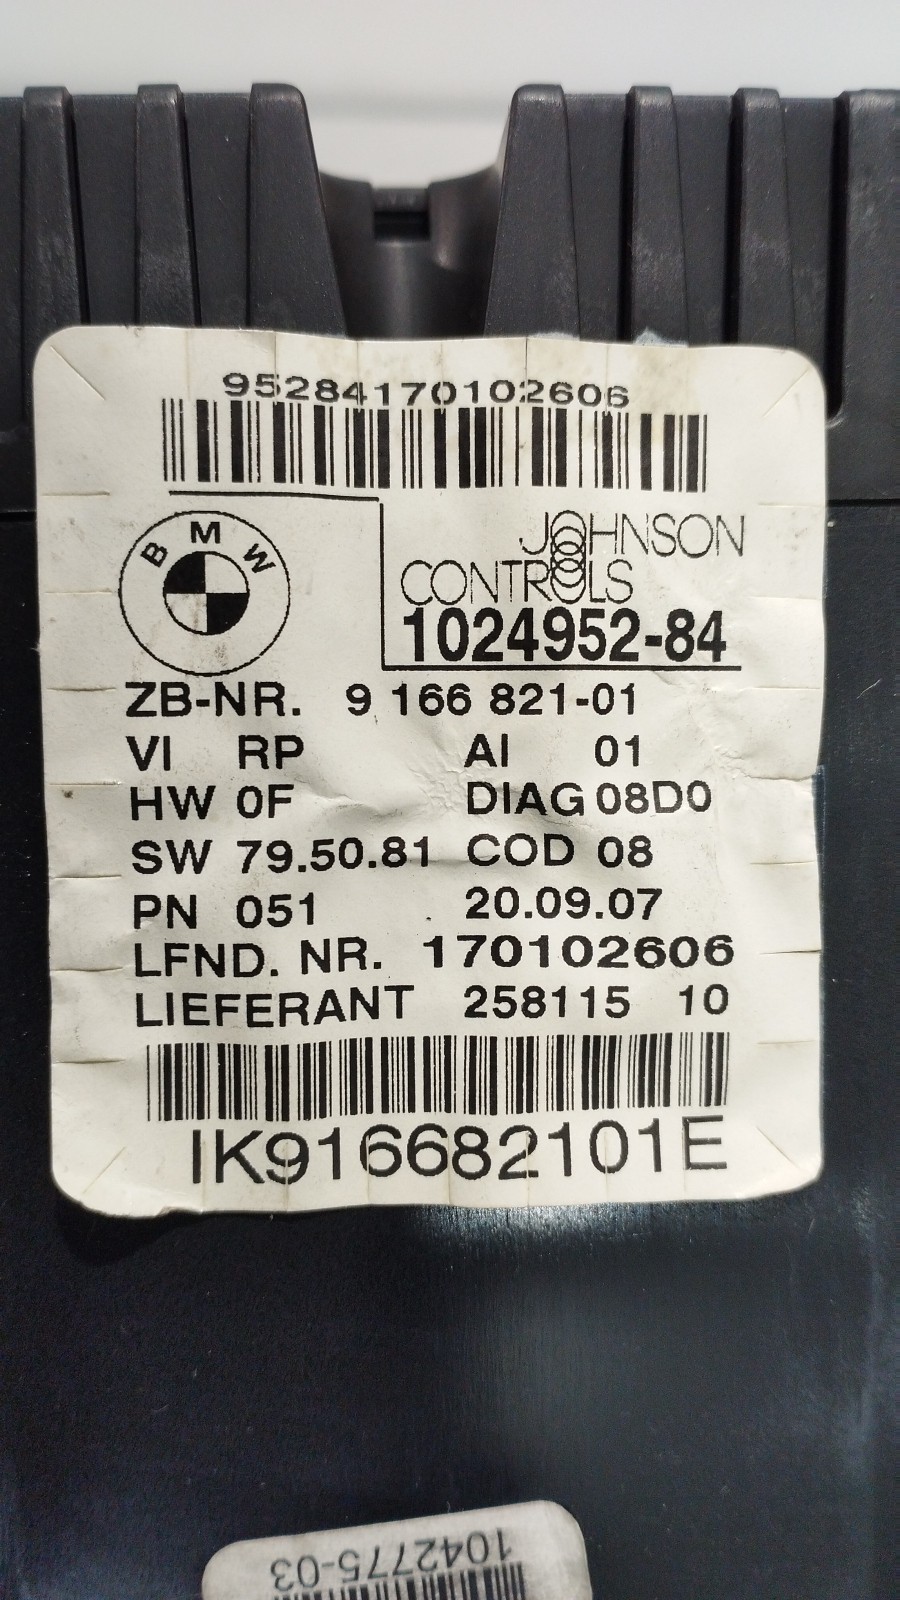 95284170102606
BMW
JOHNSON
CONTROLS
1024952-84
ZB-NR. 9 166 821-01
VI RP AI 01
HW 0F DIAG 08D0
SW 79.50.81 COD 08
PN 051 20.09.07
LFND. NR. 170102606
LIEFERANT 258115 10
IK916682101E
1042775-03